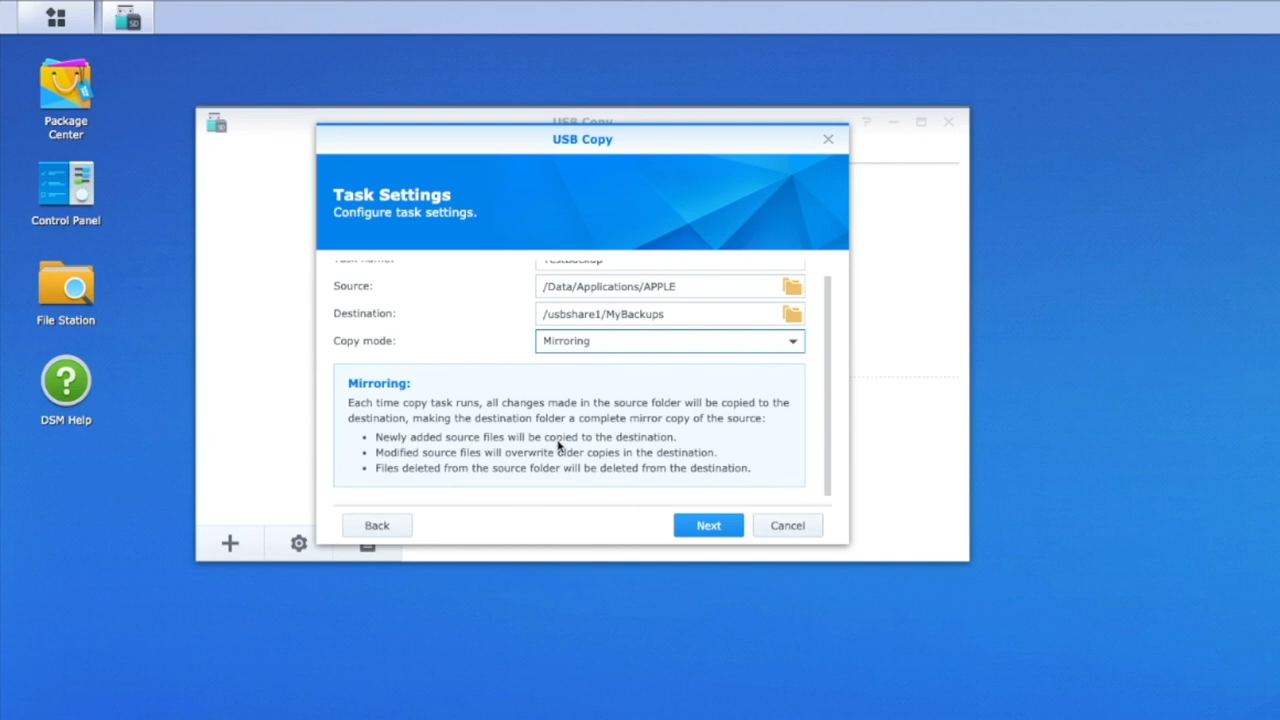 SD
Package
Center
Control Panel
File Station
?
DSM Help
USB Copy
USB Copy
Task Settings
Configure task settings.
Task name:
TestBackup
Source:
/Data/Applications/APPLE
Destination:
/usbshare1/MyBackups
Copy mode:
Mirroring
Mirroring:
Each time copy task runs, all changes made in the source folder will be copied to the
destination, making the destination folder a complete mirror copy of the source:
• Newly added source files will be copied to the destination.
• Modified source files will overwrite older copies in the destination.
• Files deleted from the source folder will be deleted from the destination.
Back
Next
Cancel